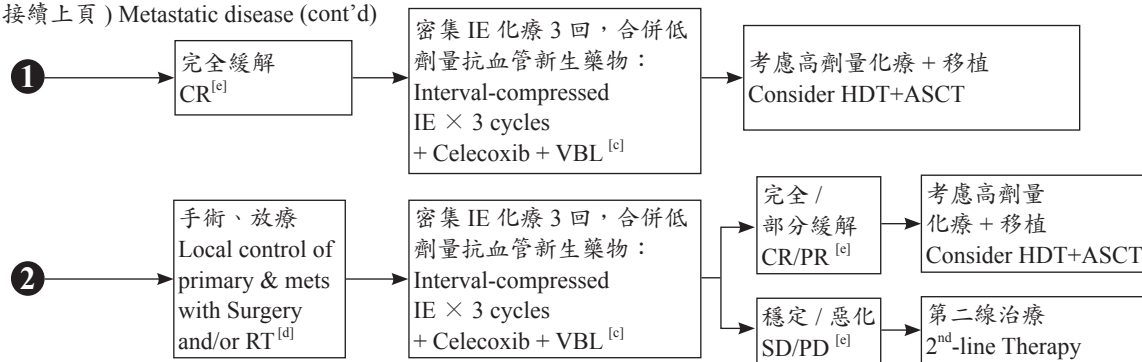 接續上頁 ) Metastatic disease (cont’d)
1
完全緩解
CR[e]
密集 IE 化療 3 回，合併低
劑量抗血管新生藥物：
Interval-compressed
IE × 3 cycles
+ Celecoxib + VBL [c]
考慮高劑量化療 + 移植
Consider HDT+ASCT
2
手術、放療
Local control of
primary & mets
with Surgery
and/or RT [d]
密集 IE 化療 3 回，合併低
劑量抗血管新生藥物：
Interval-compressed
IE × 3 cycles
+ Celecoxib + VBL [c]
完全 /
部分緩解
CR/PR [e]
考慮高劑量
化療 + 移植
Consider HDT+ASCT
穩定 / 惡化
SD/PD [e]
第二線治療
2nd-line Therapy